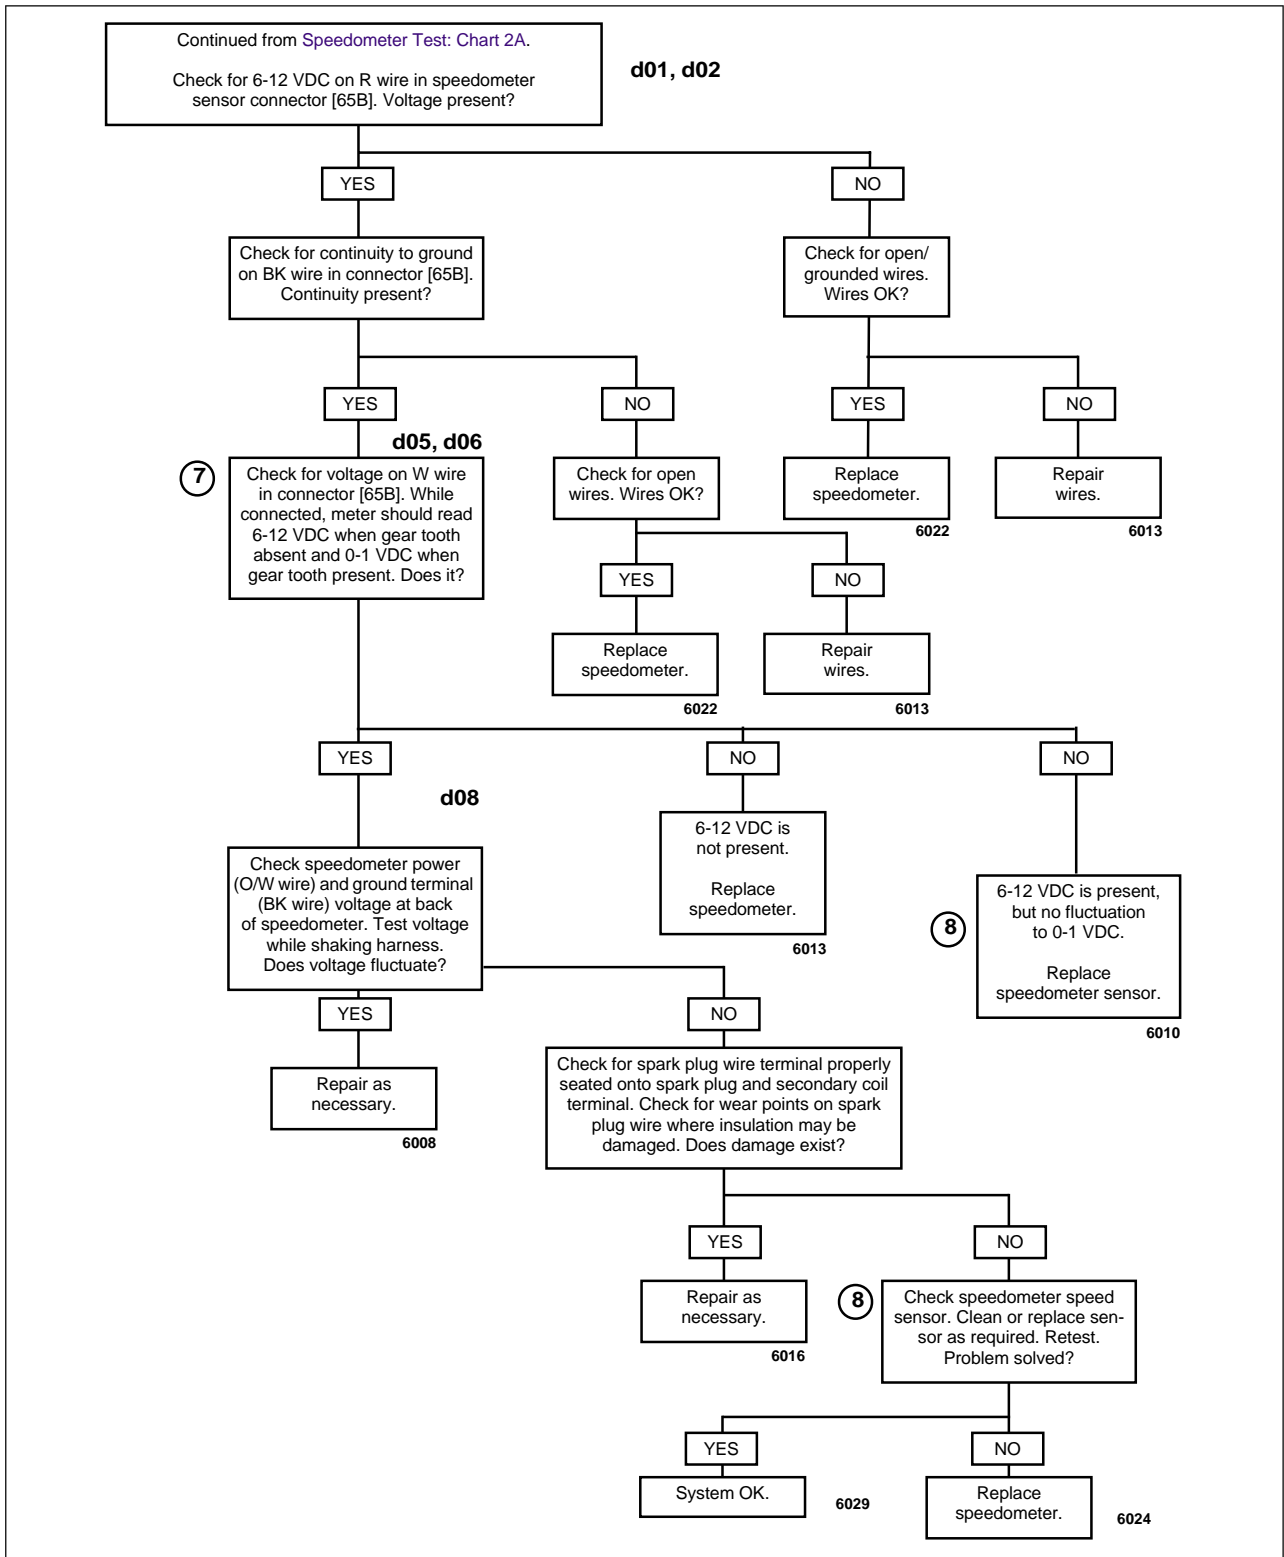 Continued from Speedometer Test: Chart 2A.
Check for 6-12 VDC on R wire in speedometer
sensor connector [65B]. Voltage present?
d01, d02
YES
NO
Check for continuity to ground
on BK wire in connector [65B].
Continuity present?
Check for open/
grounded wires.
Wires OK?
YES
NO
YES
NO
d05, d06
7
Check for voltage on W wire
in connector [65B]. While
connected, meter should read
6-12 VDC when gear tooth
absent and 0-1 VDC when
gear tooth present. Does it?
Check for open
wires. Wires OK?
Replace
speedometer.
6022
Repair
wires.
6013
YES
NO
Replace
speedometer.
6022
Repair
wires.
6013
YES
NO
NO
d08
Check speedometer power
(O/W wire) and ground terminal
(BK wire) voltage at back
of speedometer. Test voltage
while shaking harness.
Does voltage fluctuate?
6-12 VDC is
not present.
Replace
speedometer.
6013
8
6-12 VDC is present,
but no fluctuation
to 0-1 VDC.
Replace
speedometer sensor.
6010
YES
NO
Repair as
necessary.
6008
Check for spark plug wire terminal properly
seated onto spark plug and secondary coil
terminal. Check for wear points on spark
plug wire where insulation may be
damaged. Does damage exist?
YES
NO
Repair as
necessary.
6016
8
Check speedometer speed
sensor. Clean or replace sen-
sor as required. Retest.
Problem solved?
YES
NO
System OK.
6029
Replace
speedometer.
6024